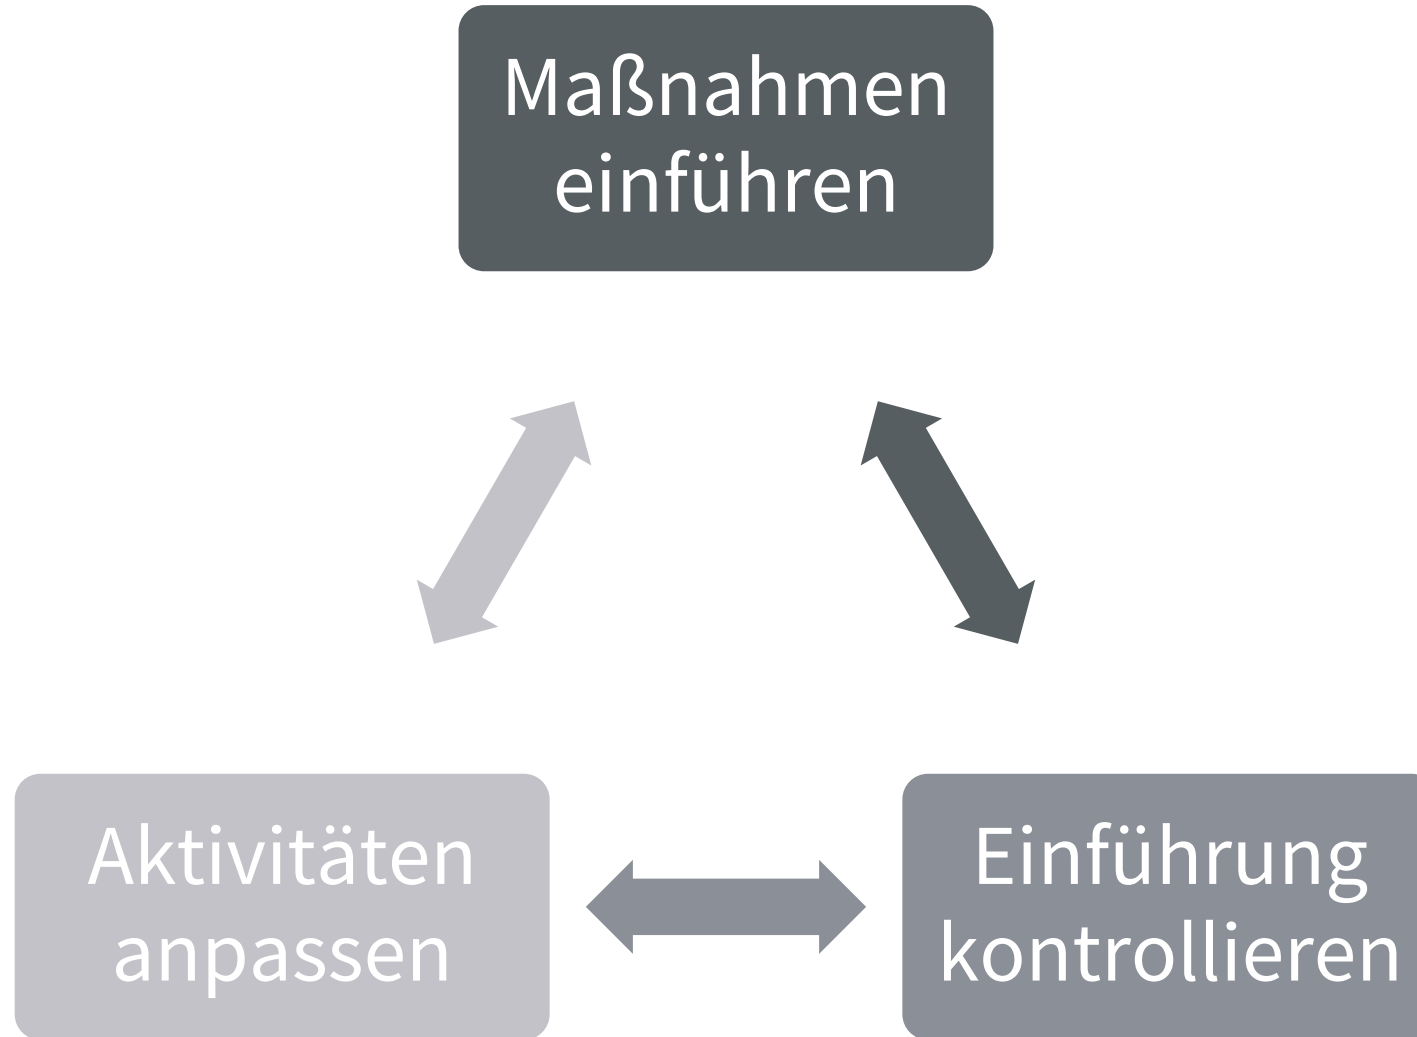 Maßnahmen
einführen
Aktivitäten
anpassen
Einführung
kontrollieren